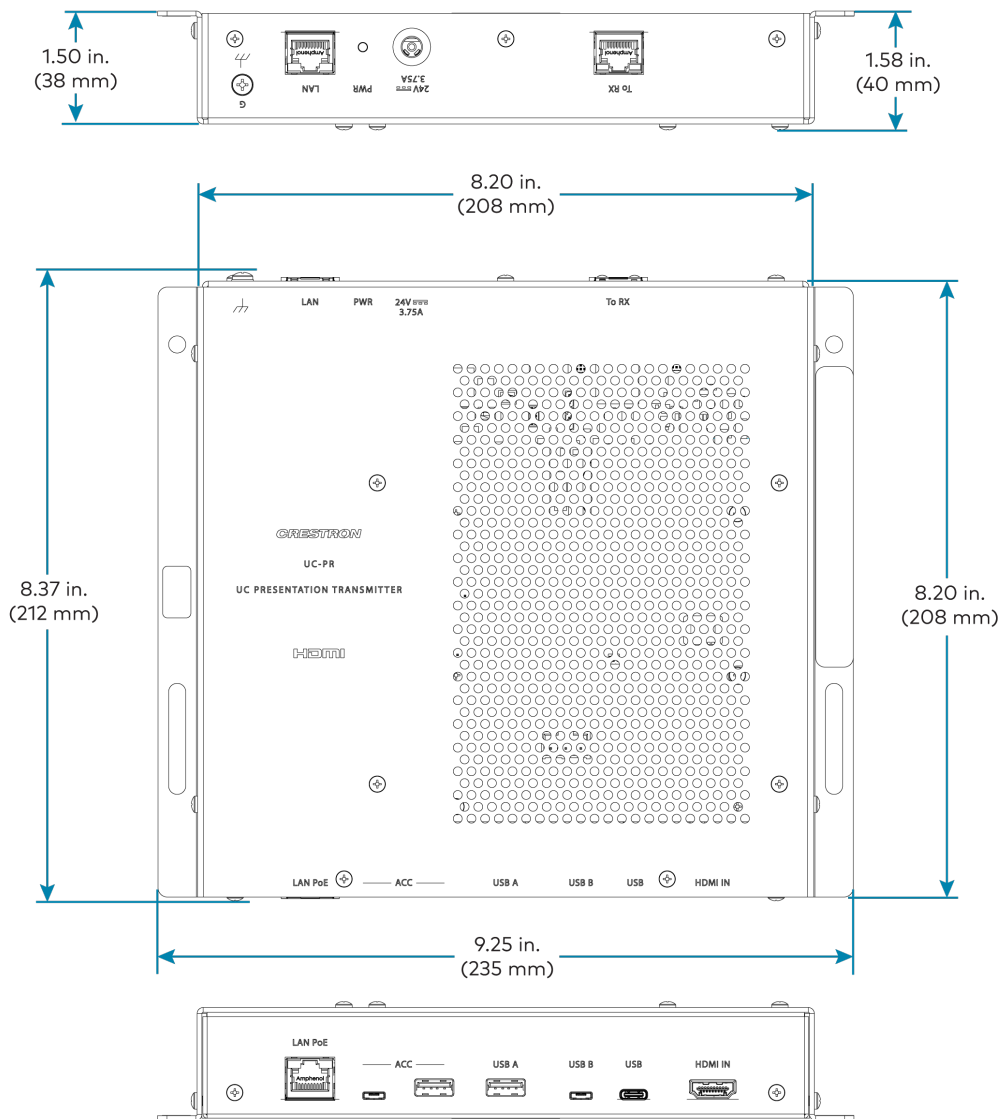 1.50 in.
(38 mm)
1.58 in.
(40 mm)
Amphenol
Amphenol
G
LAN
PWR
24V
3.75A
To RX
8.20 in.
(208 mm)
LAN
PWR
24V
3.75A
To RX
CRESTRON
UC-PR
UC PRESENTATION TRANSMITTER
HDMI
8.37 in.
(212 mm)
8.20 in.
(208 mm)
LAN PoE
ACC
USB A
USB B
USB
HDMI IN
9.25 in.
(235 mm)
LAN PoE
ACC
USB A
USB B
USB
HDMI IN
Amphenol